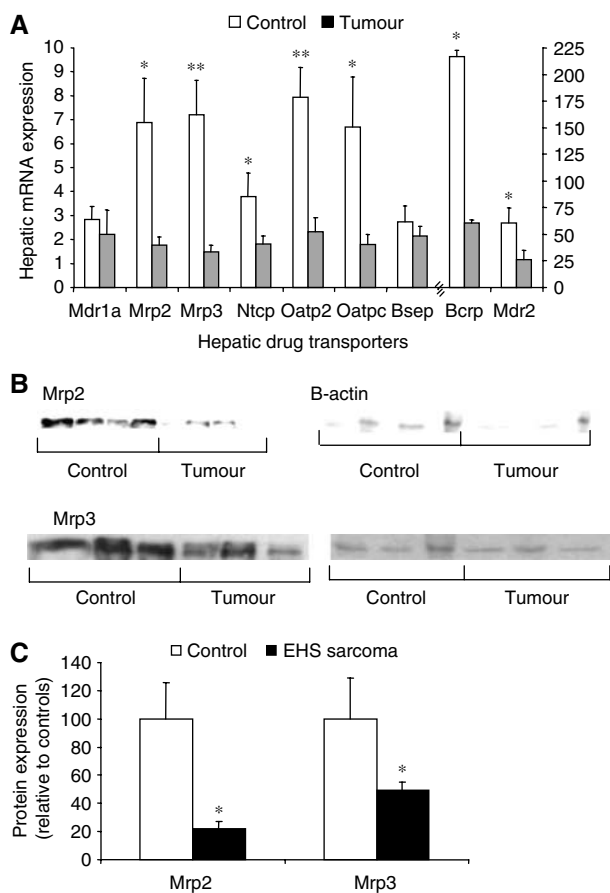 A
Control Tumour
Hepatic mRNA expression
10
9
8
7
6
5
4
3
2
1
225
200
175
150
125
100
75
50
25
0
* ** * ** * * *
Mdr1a Mrp2 Mrp3 Ntcp Oatp2 Oatpc Bsep Bcrp Mdr2
Hepatic drug transporters
B
Mrp2 B-actin
Control Tumour Control Tumour
Mrp3
Control Tumour Control Tumour
C
Control EHS sarcoma
Protein expression
(relative to controls)
140
120
100
80
60
40
20
0
* *
Mrp2 Mrp3